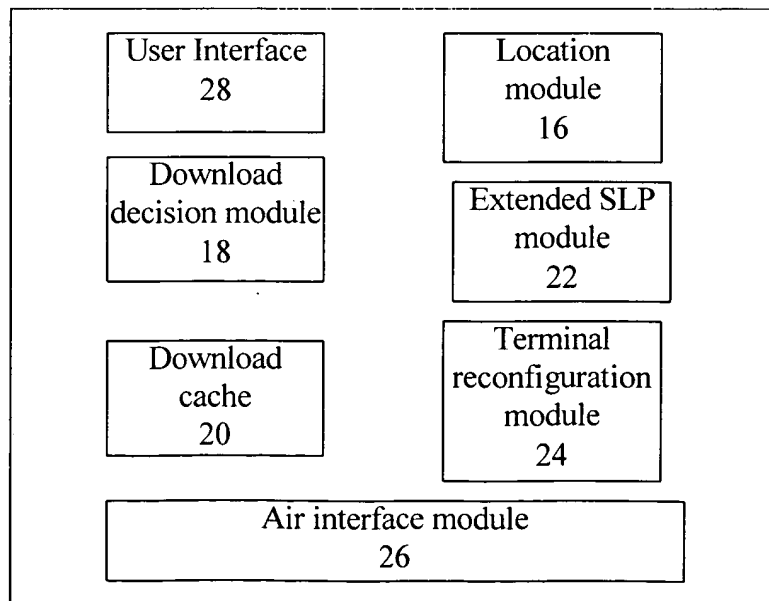 User Interface
28
Location
module
16
Download
decision module
18
Extended SLP
module
22
Download
cache
20
Terminal
reconfiguration
module
24
Air interface module
26